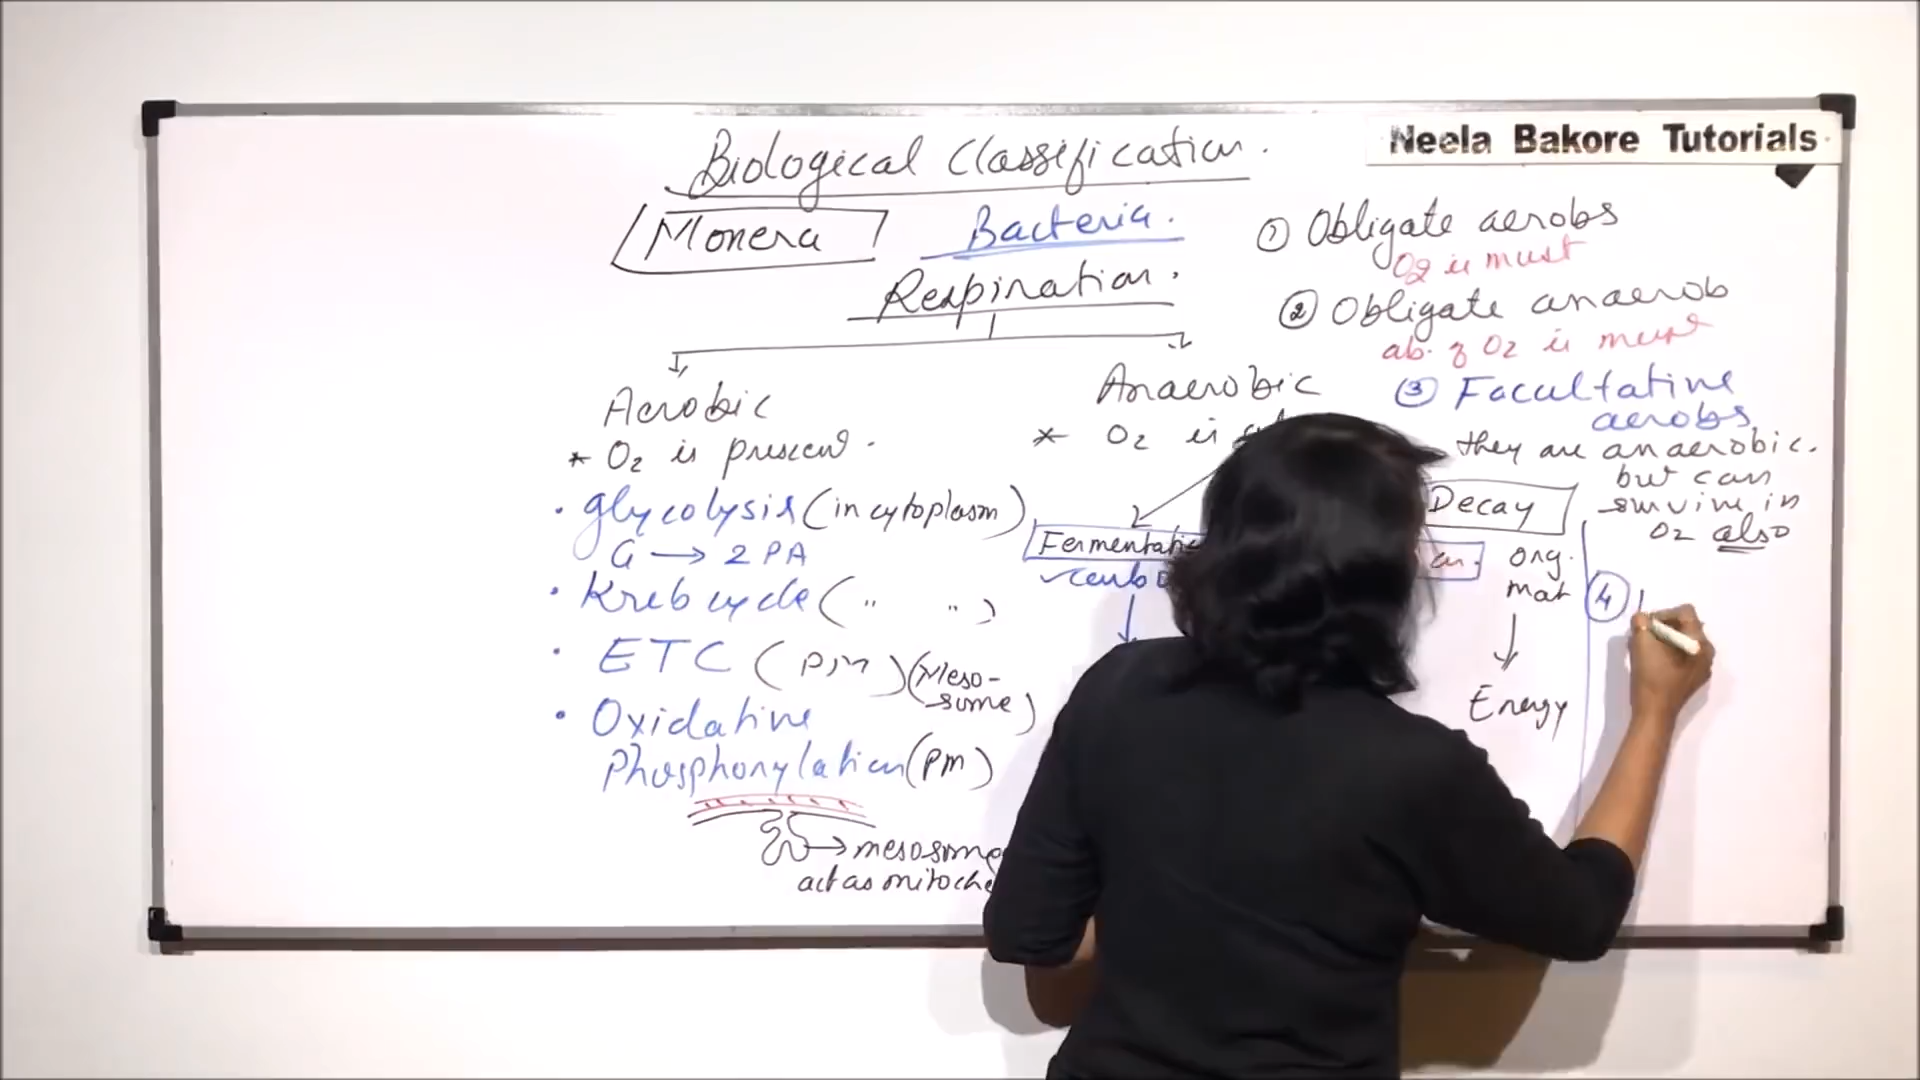 Biological Classification.
Neela Bakore Tutorials
Monera
Bacteria.
Respiration.
Aerobic
* O2 is present.
• Glycolysis (in cytoplasm)
G → 2 PA
• Kreb cycle ( " " )
• ETC (PM) (Meso-
some)
• Oxidative
Phosphorylation (PM)
→ mesosome
act as mitoch
Anaerobic
* O2 is
Fermentatio
Decay
org.
mat
Energy
① Obligate aerobs
O2 is must
② Obligate anaerob
ab. of O2 is must
③ Facultative
aerobs
they are anaerobic.
but can
survive in
O2 also
④